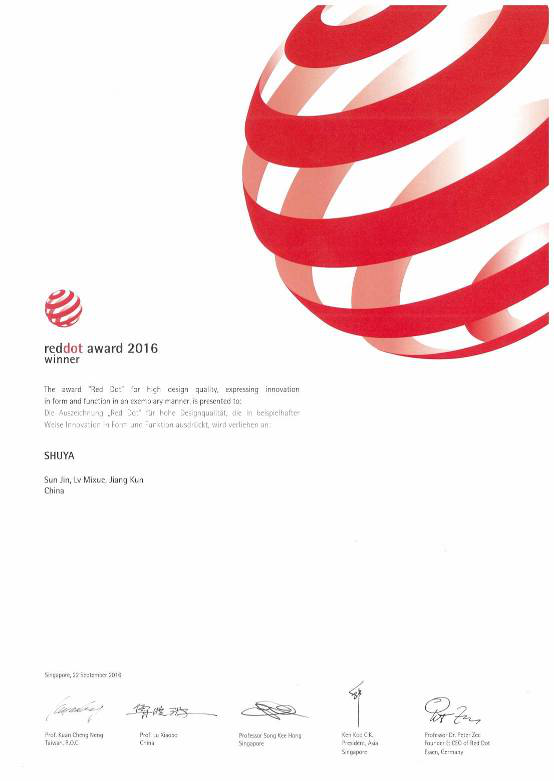 reddot award 2016
winner
The award "Red Dot" for high design quality, expressing innovation
in form and function in an exemplary manner, is presented to:
Die Auszeichnung „Red Dot" für hohe Designqualität, die in beispielhafter
Weise Innovation in Form und Funktion ausdrückt, wird verliehen an:
SHUYA
Sun Jin, Lv Mixue, Jiang Kun
China
Singapore, 22 September 2016
Prof. Kuan Cheng Neng
Taiwan, R.O.C
Prof. Lu Xiaobo
China
Professor Song Kee Hong
Singapore
Ken Koo C.K.
President, Asia
Singapore
Professor Dr. Peter Zec
Founder & CEO of Red Dot
Essen, Germany